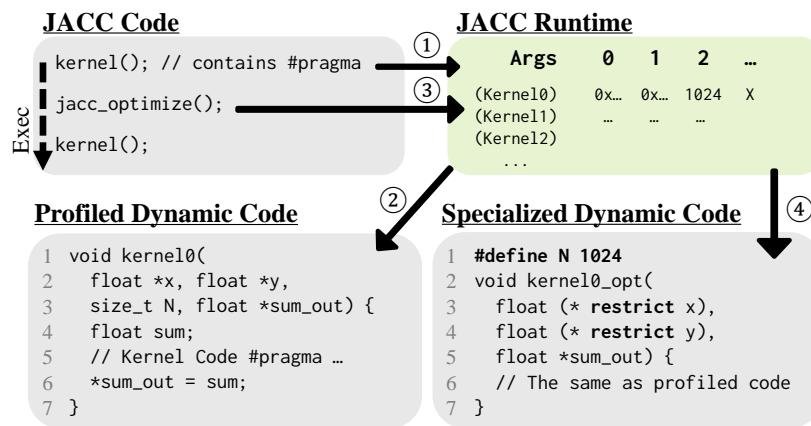 JACC Code
kernel(); // contains #pragma
jacc_optimize();
kernel();
Exec
①
③
JACC Runtime
Args 0 1 2 …
(Kernel0) 0x… 0x… 1024 X
(Kernel1) … … …
(Kernel2)
...
②
④
Profiled Dynamic Code
1 void kernel0(
2 float *x, float *y,
3 size_t N, float *sum_out) {
4 float sum;
5 // Kernel Code #pragma …
6 *sum_out = sum;
7 }
Specialized Dynamic Code
1 #define N 1024
2 void kernel0_opt(
3 float (* restrict x),
4 float (* restrict y),
5 float *sum_out) {
6 // The same as profiled code
7 }